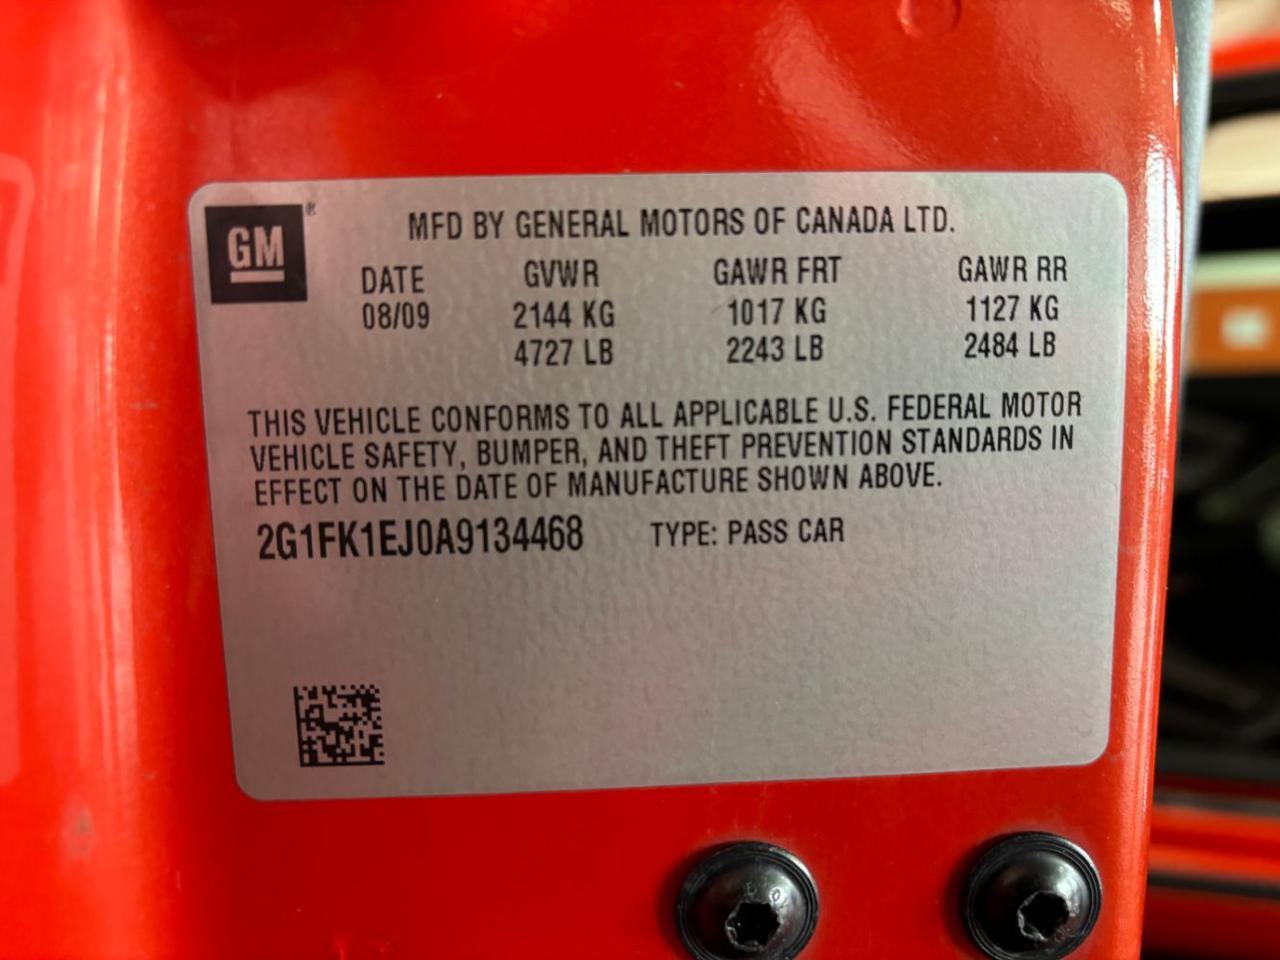 GM®
MFD BY GENERAL MOTORS OF CANADA LTD.
DATE GVWR GAWR FRT GAWR RR
08/09 2144 KG 1017 KG 1127 KG
4727 LB 2243 LB 2484 LB
THIS VEHICLE CONFORMS TO ALL APPLICABLE U.S. FEDERAL MOTOR
VEHICLE SAFETY, BUMPER, AND THEFT PREVENTION STANDARDS IN
EFFECT ON THE DATE OF MANUFACTURE SHOWN ABOVE.
2G1FK1EJ0A9134468 TYPE: PASS CAR